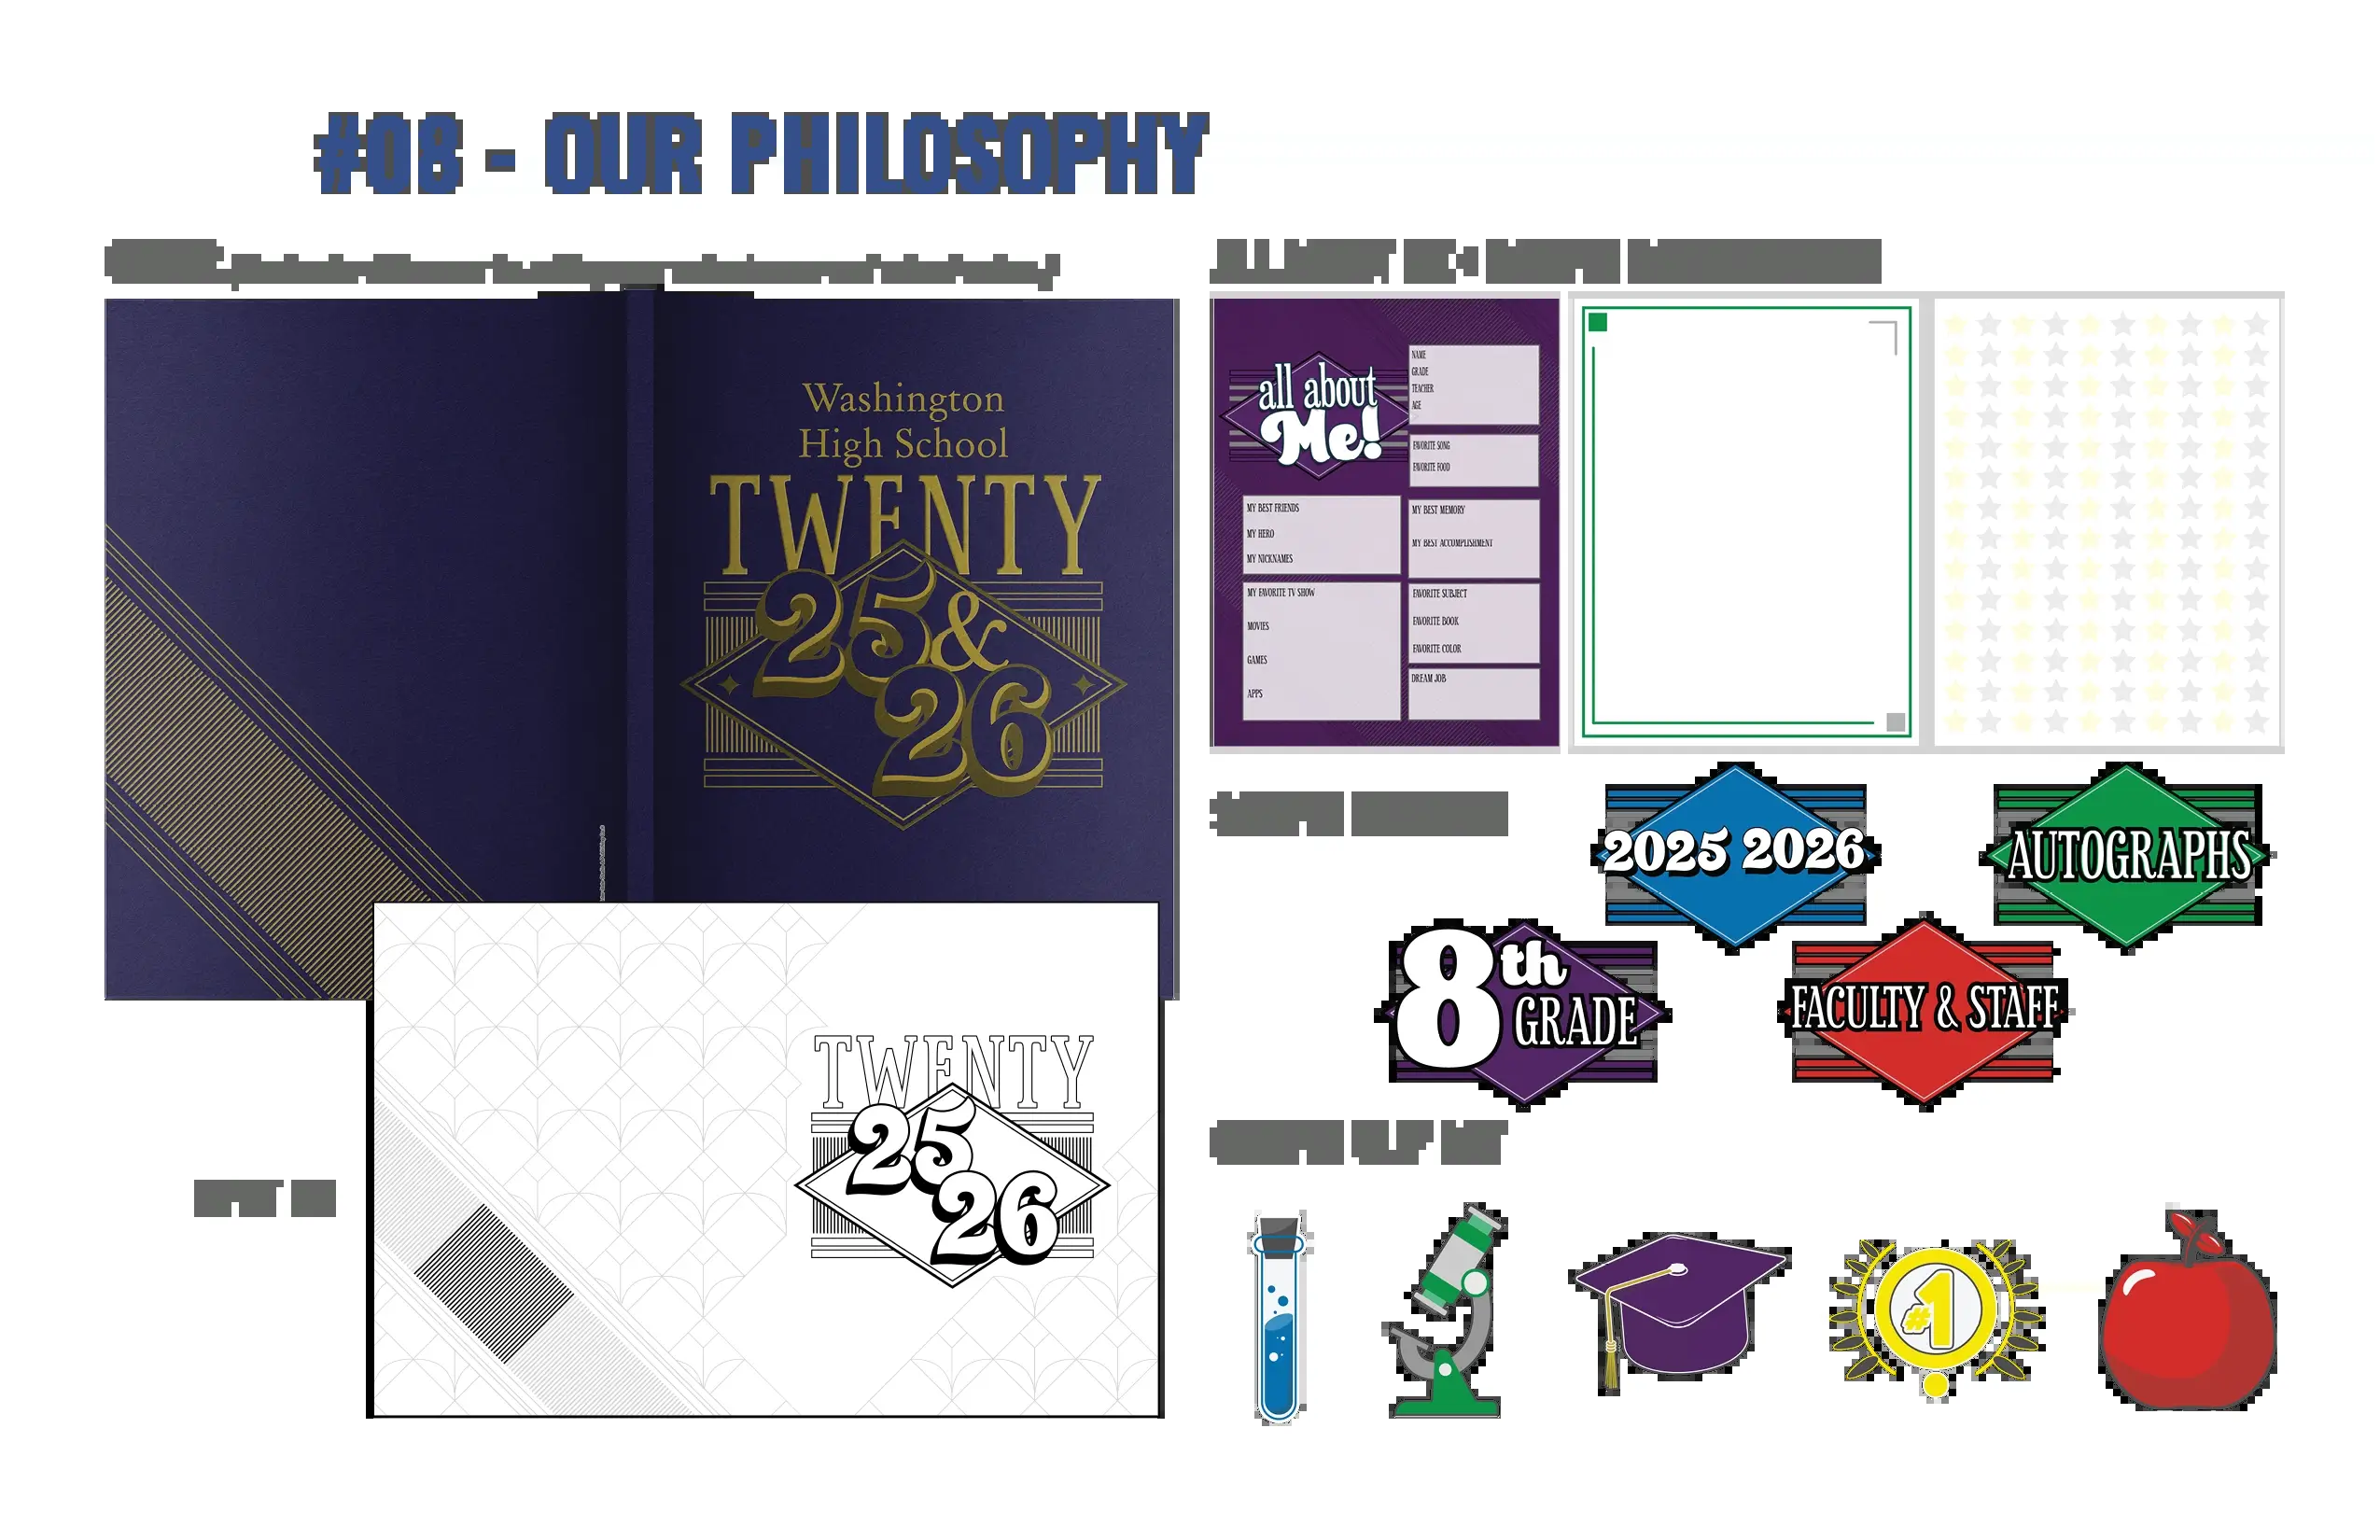 #08 - OUR PHILOSOPHY
Washington
High School
TWENTY
25 &
26
all about
Me!
NAME
GRADE
TEACHER
AGE
FAVORITE SONG
FAVORITE FOOD
MY BEST FRIENDS
MY HERO
MY NICKNAMES
MY BEST MEMORY
MY BEST ACCOMPLISHMENT
MY FAVORITE TV SHOW
MOVIES
GAMES
APPS
FAVORITE SUBJECT
FAVORITE BOOK
FAVORITE COLOR
DREAM JOB
2025 2026
AUTOGRAPHS
8th GRADE
FACULTY & STAFF
TWENTY
25
26
#1